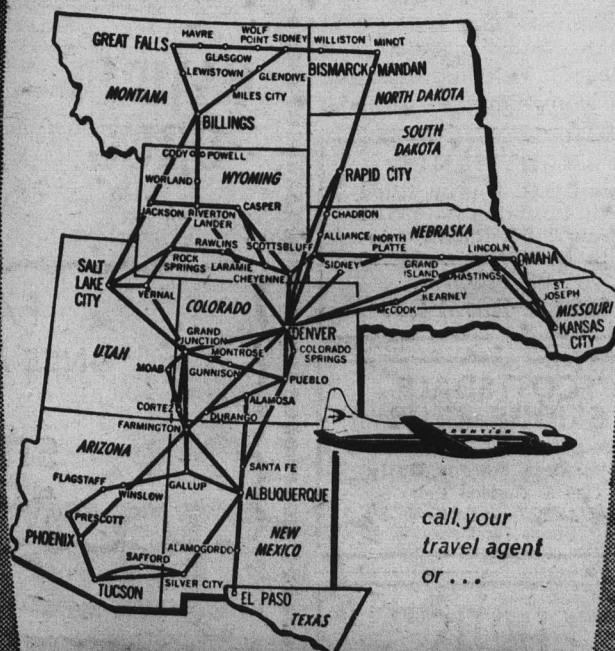 GREAT FALLS
HAVRE
WOLF
POINT
SIDNEY
WILLISTON
MINOT
GLASGOW
LEWISTOWN
GLENDIVE
BISMARCK
MANDAN
MONTANA
MILES CITY
NORTH DAKOTA
BILLINGS
SOUTH
DAKOTA
CODY
POWELL
RAPID CITY
WORLAND
WYOMING
JACKSON
RIVERTON
LANDER
CASPER
CHADRON
NEBRASKA
ALLIANCE
NORTH
PLATTE
RAWLINS
SCOTTSBLUFF
LINCOLN
ROCK
SPRINGS
LARAMIE
CHEYENNE
SIDNEY
GRAND
ISLAND
HASTINGS
OMAHA
SALT
LAKE
CITY
VERNAL
KEARNEY
ST.
JOSEPH
COLORADO
McCOOK
MISSOURI
KANSAS
CITY
GRAND
JUNCTION
DENVER
UTAH
MONTROSE
COLORADO
SPRINGS
MOAB
GUNNISON
PUEBLO
ALAMOSA
CORTEZ
DURANGO
FARMINGTON
FRONTIER
ARIZONA
SANTA FE
FLAGSTAFF
WINSLOW
GALLUP
ALBUQUERQUE
PRESCOTT
call your
travel agent
or . . .
PHOENIX
NEW
MEXICO
ALAMOGORDO
SAFFORD
SILVER CITY
TUCSON
EL PASO
TEXAS